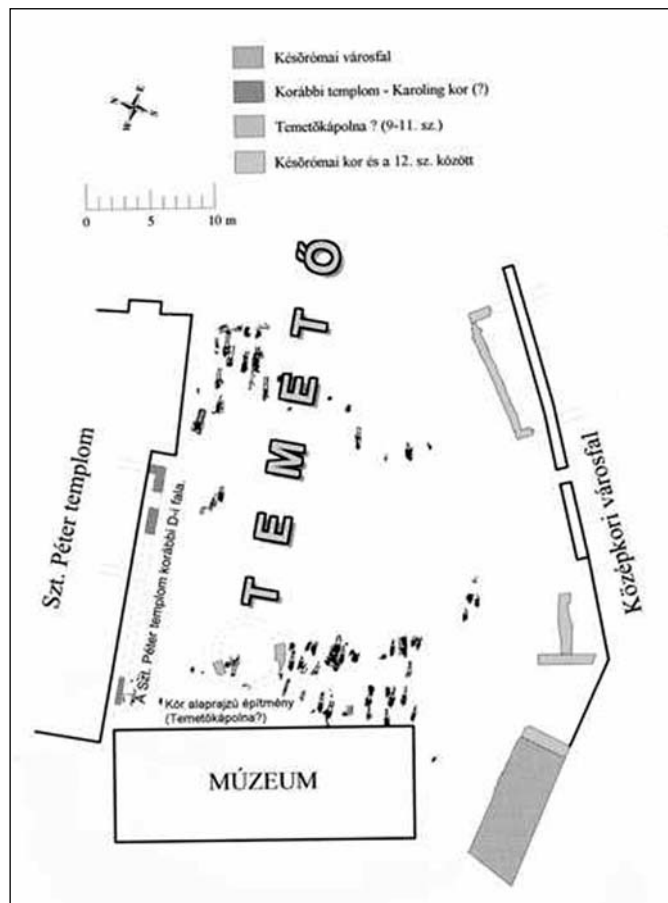 Későrómai városfal
Korábbi templom - Karoling kor (?)
Temetőkápolna ? (9-11. sz.)
Későrómai kor és a 12. sz. között
N
E
W
S
0 5 10 m
TEMETŐ
Szt. Péter templom
A Szt. Péter templom korábbi D-i fala.
Középkori városfal
Kör alaprajzú építmény
(Temetőkápolna?)
MÚZEUM